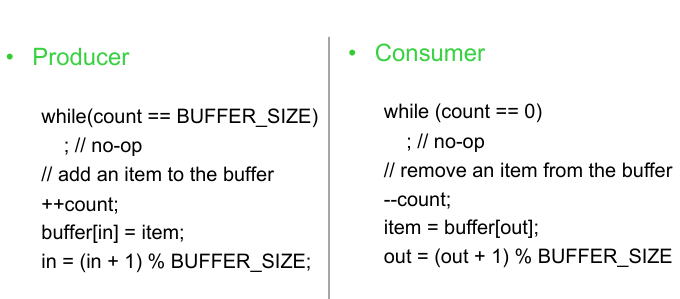 • Producer
while(count == BUFFER_SIZE)
; // no-op
// add an item to the buffer
++count;
buffer[in] = item;
in = (in + 1) % BUFFER_SIZE;
• Consumer
while (count == 0)
; // no-op
// remove an item from the buffer
--count;
item = buffer[out];
out = (out + 1) % BUFFER_SIZE